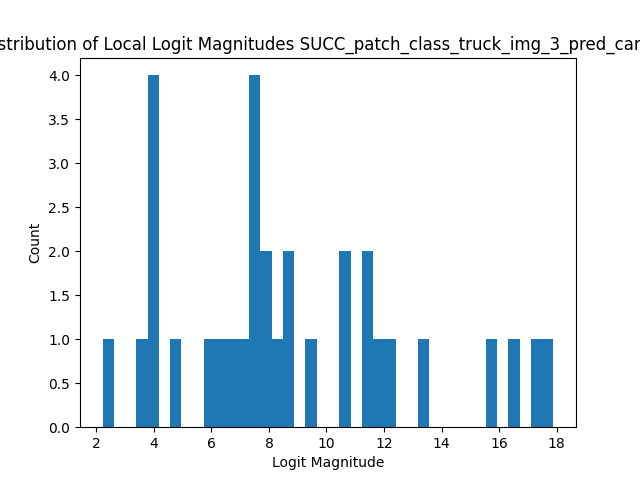 stribution of Local Logit Magnitudes SUCC_patch_class_truck_img_3_pred_car
4.0
3.5
3.0
2.5
2.0
1.5
1.0
0.5
0.0
Count
2 4 6 8 10 12 14 16 18
Logit Magnitude